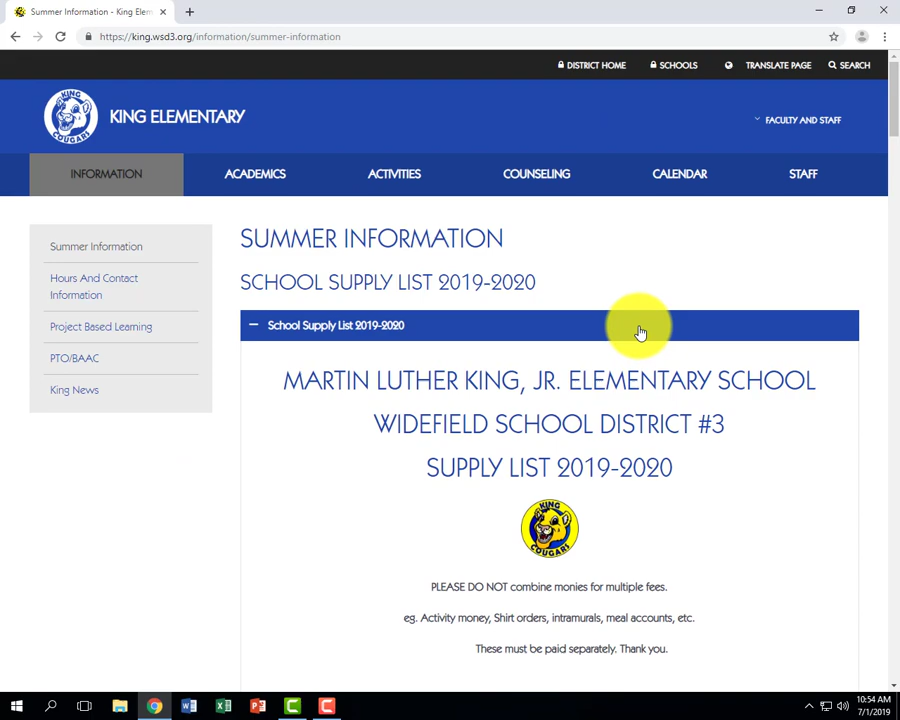 Summer Information - King Elem
https://king.wsd3.org/information/summer-information
DISTRICT HOME
SCHOOLS
TRANSLATE PAGE
SEARCH
KING
COUGARS
KING ELEMENTARY
FACULTY AND STAFF
INFORMATION
ACADEMICS
ACTIVITIES
COUNSELING
CALENDAR
STAFF
Summer Information
Hours And Contact
Information
Project Based Learning
PTO/BAAC
King News
SUMMER INFORMATION
SCHOOL SUPPLY LIST 2019-2020
School Supply List 2019-2020
MARTIN LUTHER KING, JR. ELEMENTARY SCHOOL
WIDEFIELD SCHOOL DISTRICT #3
SUPPLY LIST 2019-2020
KING
COUGARS
PLEASE DO NOT combine monies for multiple fees.
eg. Activity money, Shirt orders, intramurals, meal accounts, etc.
These must be paid separately. Thank you.
10:54 AM
7/1/2019